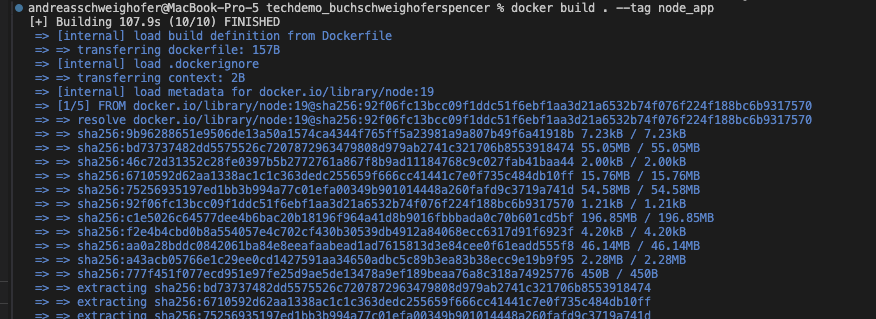 andreasschweighofer@MacBook-Pro-5 techdemo_buchschweighoferspencer % docker build . --tag node_app
[+] Building 107.9s (10/10) FINISHED
=> [internal] load build definition from Dockerfile
=> => transferring dockerfile: 157B
=> [internal] load .dockerignore
=> => transferring context: 2B
=> [internal] load metadata for docker.io/library/node:19
=> [1/5] FROM docker.io/library/node:19@sha256:92f06fc13bcc09f1ddc51f6ebf1aa3d21a6532b74f076f224f188bc6b9317570
=> => resolve docker.io/library/node:19@sha256:92f06fc13bcc09f1ddc51f6ebf1aa3d21a6532b74f076f224f188bc6b9317570
=> => sha256:9b96288651e9506de13a50a1574ca4344f765ff5a23981a9a807b49f6a41918b 7.23kB / 7.23kB
=> => sha256:bd73737482dd5575526c7207872963479808d979ab2741c321706b8553918474 55.05MB / 55.05MB
=> => sha256:46c72d31352c28fe0397b5b2772761a867f8b9ad11184768c9c027fab41baa44 2.00kB / 2.00kB
=> => sha256:6710592d62aa1338ac1c1c363dedc255659f666cc41441c7e0f735c484db10ff 15.76MB / 15.76MB
=> => sha256:75256935197ed1bb3b994a77c01efa00349b901014448a260fafd9c3719a741d 54.58MB / 54.58MB
=> => sha256:92f06fc13bcc09f1ddc51f6ebf1aa3d21a6532b74f076f224f188bc6b9317570 1.21kB / 1.21kB
=> => sha256:c1e5026c64577dee4b6bac20b18196f964a41d8b9016fbbbada0c70b601cd5bf 196.85MB / 196.85MB
=> => sha256:f2e4b4cbd0b8a554057e4c702cf430b30539db4912a84068ecc6317d91f6923f 4.20kB / 4.20kB
=> => sha256:aa0a28bddc0842061ba84e8eeafaabead1ad7615813d3e84cee0f61eadd555f8 46.14MB / 46.14MB
=> => sha256:a43acb05766e1c29ee0cd1427591aa34650adbc5c89b3ea83b38ecc9e19b9f95 2.28MB / 2.28MB
=> => sha256:777f451f077ecd951e97fe25d9ae5de13478a9ef189beaa76a8c318a74925776 450B / 450B
=> => extracting sha256:bd73737482dd5575526c7207872963479808d979ab2741c321706b8553918474
=> => extracting sha256:6710592d62aa1338ac1c1c363dedc255659f666cc41441c7e0f735c484db10ff
=> => extracting sha256:75256935197ed1bb3b994a77c01efa00349b901014448a260fafd9c3719a741d